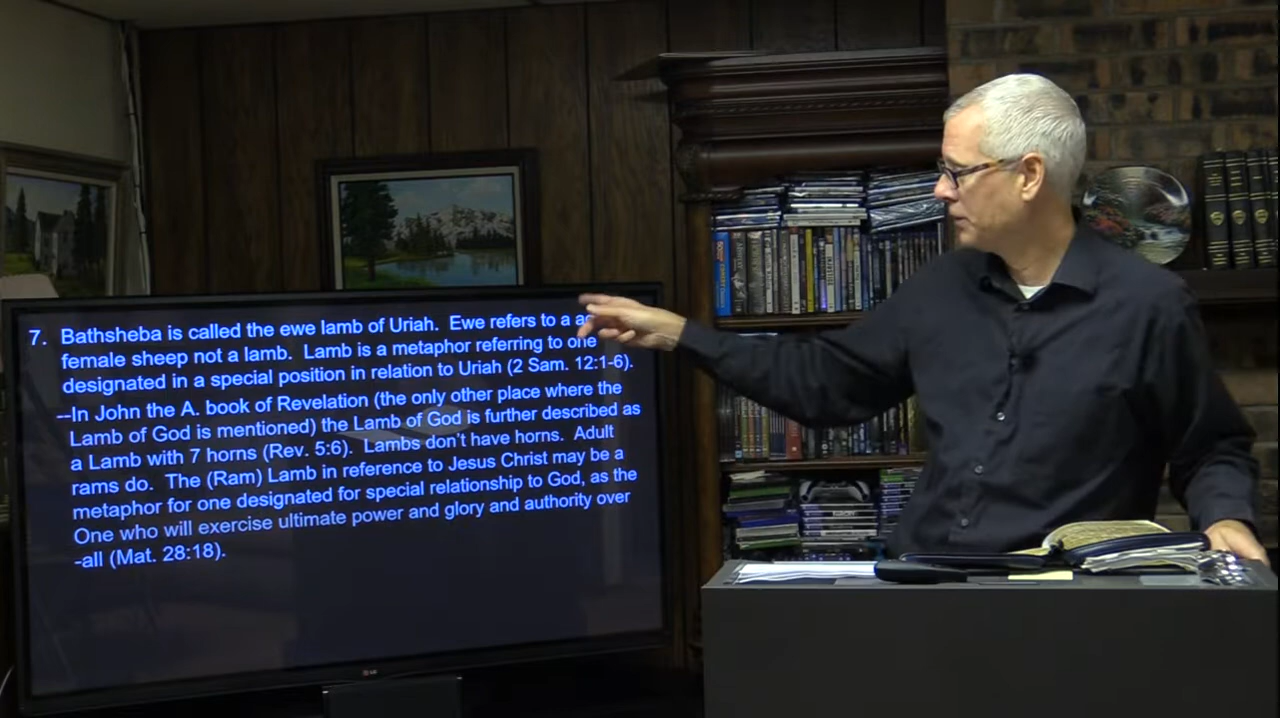 7. Bathsheba is called the ewe lamb of Uriah. Ewe refers to a
female sheep not a lamb. Lamb is a metaphor referring to one
designated in a special position in relation to Uriah (2 Sam. 12:1-6).
--In John the A. book of Revelation (the only other place where the
Lamb of God is mentioned) the Lamb of God is further described as
a Lamb with 7 horns (Rev. 5:6). Lambs don't have horns. Adult
rams do. The (Ram) Lamb in reference to Jesus Christ may be a
metaphor for one designated for special relationship to God, as the
One who will exercise ultimate power and glory and authority over
-all (Mat. 28:18).
LG